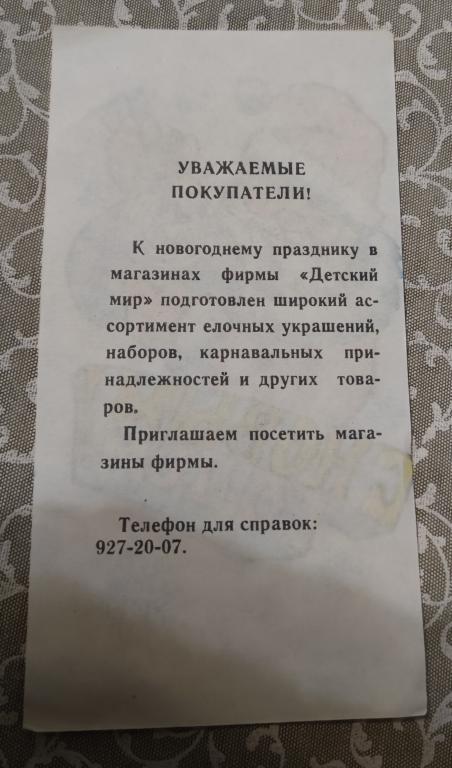 УВАЖАЕМЫЕ
ПОКУПАТЕЛИ!
К новогоднему празднику в
магазинах фирмы «Детский
мир» подготовлен широкий ас-
сортимент елочных украшений,
наборов, карнавальных при-
надлежностей и других това-
ров.
Приглашаем посетить мага-
зины фирмы.
Телефон для справок:
927-20-07.